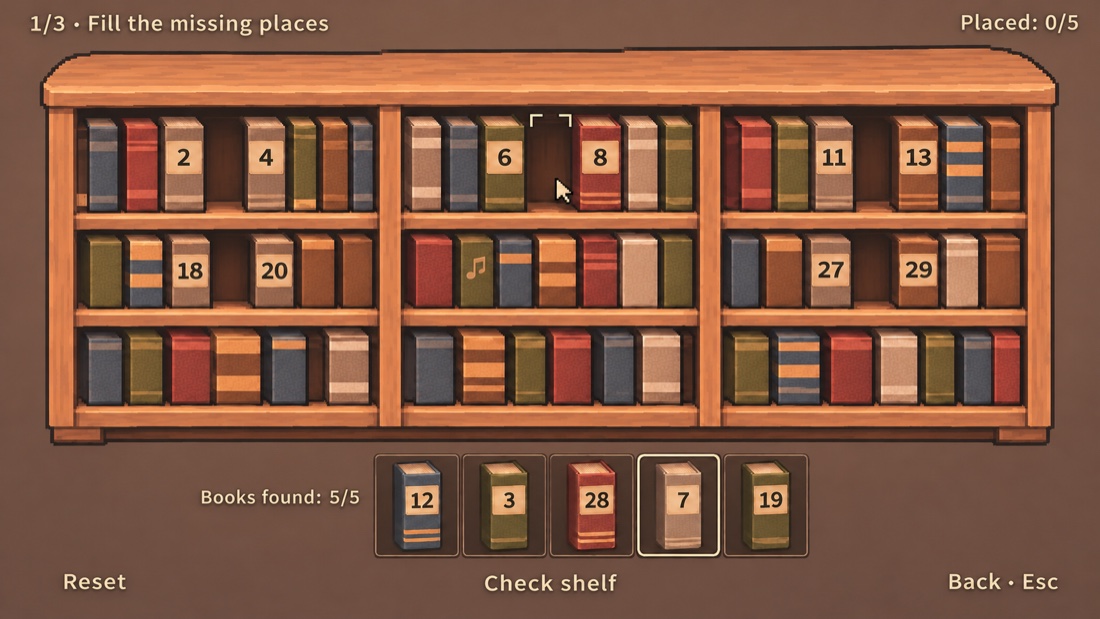 1/3 • Fill the missing places
Placed: 0/5
2 4 6 8 11 13
18 20 27 29
Books found: 5/5
12 3 28 7 19
Reset
Check shelf
Back • Esc